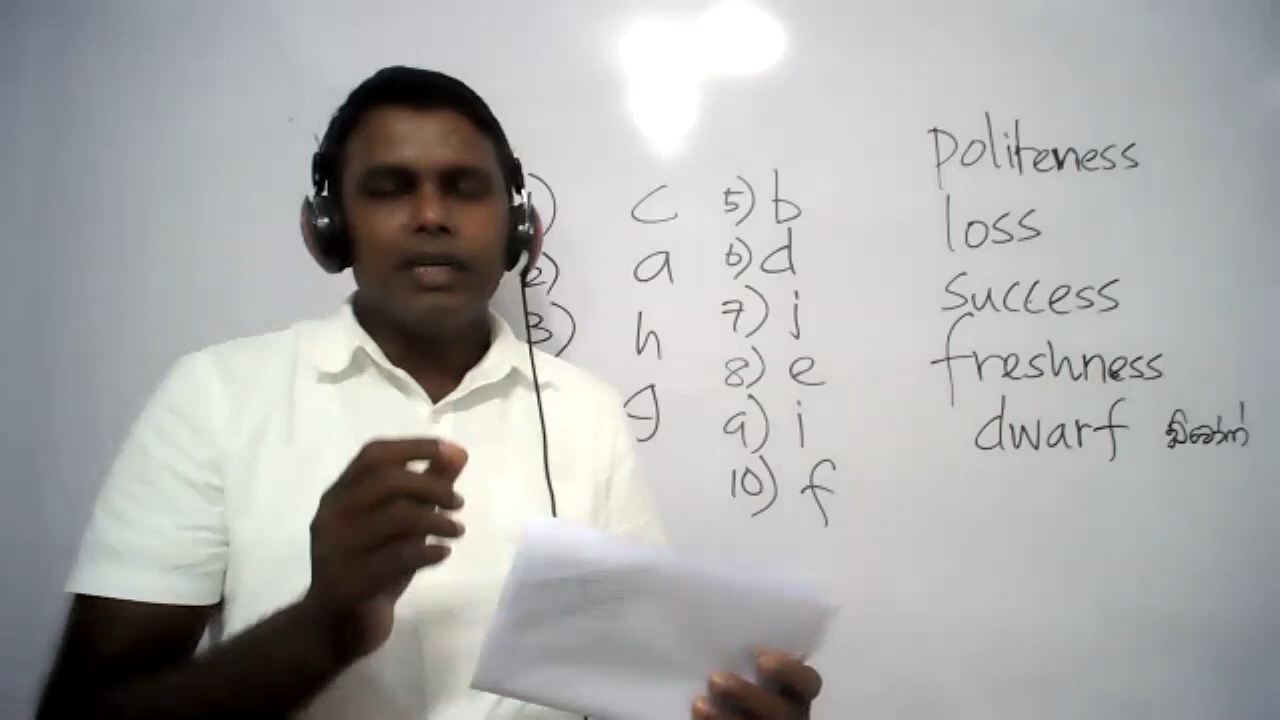 1) c
2) a
3) h
g
5) b
6) d
7) j
8) e
9) i
10) f
politeness
loss
success
freshness
dwarf